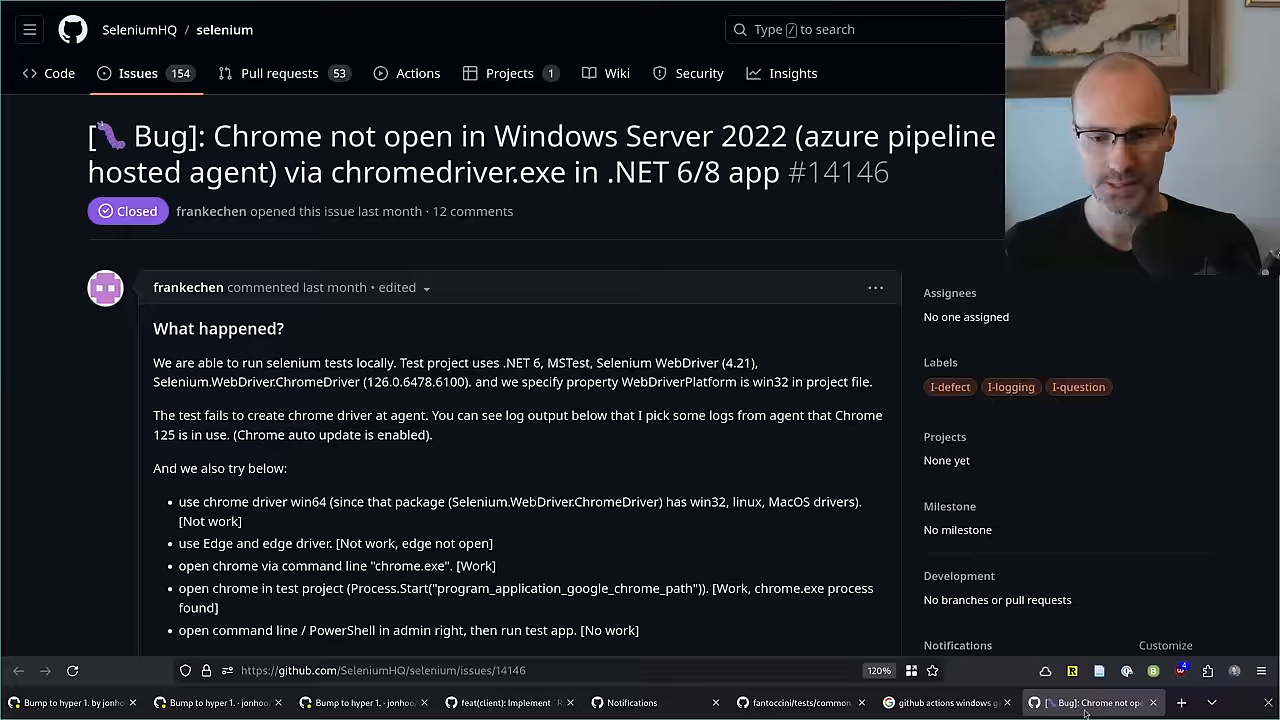 SeleniumHQ / selenium
Type / to search
Code
Issues 154
Pull requests 53
Actions
Projects 1
Wiki
Security
Insights
[🐛 Bug]: Chrome not open in Windows Server 2022 (azure pipeline
hosted agent) via chromedriver.exe in .NET 6/8 app #14146
Closed
frankechen opened this issue last month · 12 comments
frankechen commented last month • edited
What happened?
We are able to run selenium tests locally. Test project uses .NET 6, MSTest, Selenium WebDriver (4.21),
Selenium.WebDriver.ChromeDriver (126.0.6478.6100). and we specify property WebDriverPlatform is win32 in project file.
The test fails to create chrome driver at agent. You can see log output below that I pick some logs from agent that Chrome
125 is in use. (Chrome auto update is enabled).
And we also try below:
• use chrome driver win64 (since that package (Selenium.WebDriver.ChromeDriver) has win32, linux, MacOS drivers).
[Not work]
• use Edge and edge driver. [Not work, edge not open]
• open chrome via command line "chrome.exe". [Work]
• open chrome in test project (Process.Start("program_application_google_chrome_path")). [Work, chrome.exe process
found]
• open command line / PowerShell in admin right, then run test app. [No work]
Assignees
No one assigned
Labels
I-defect I-logging I-question
Projects
None yet
Milestone
No milestone
Development
No branches or pull requests
Notifications
Customize
https://github.com/SeleniumHQ/selenium/issues/14146
120%
4
Bump to hyper 1. by jonho
Bump to hyper 1. · jonhoo/
Bump to hyper 1. · jonhoo/
feat(client): Implement `R
Notifications
fantoccini/tests/common
github actions windows g
[🐛 Bug]: Chrome not ope